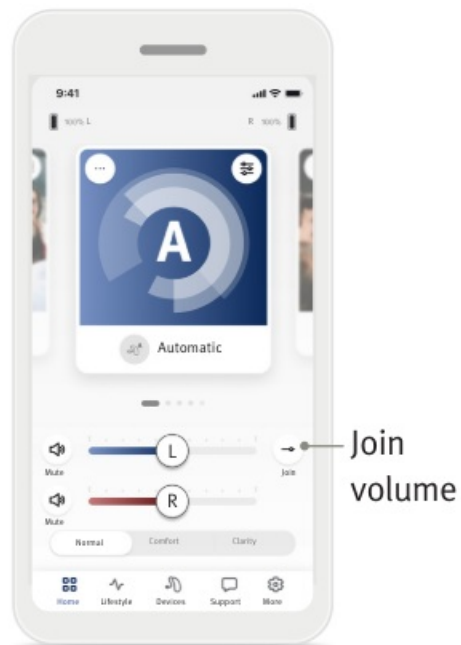 9:41
100% L
R 100%
A
Automatic
L
Mute
Join
R
Mute
Normal Comfort Clarity
Home Lifestyle Devices Support More
Join
volume